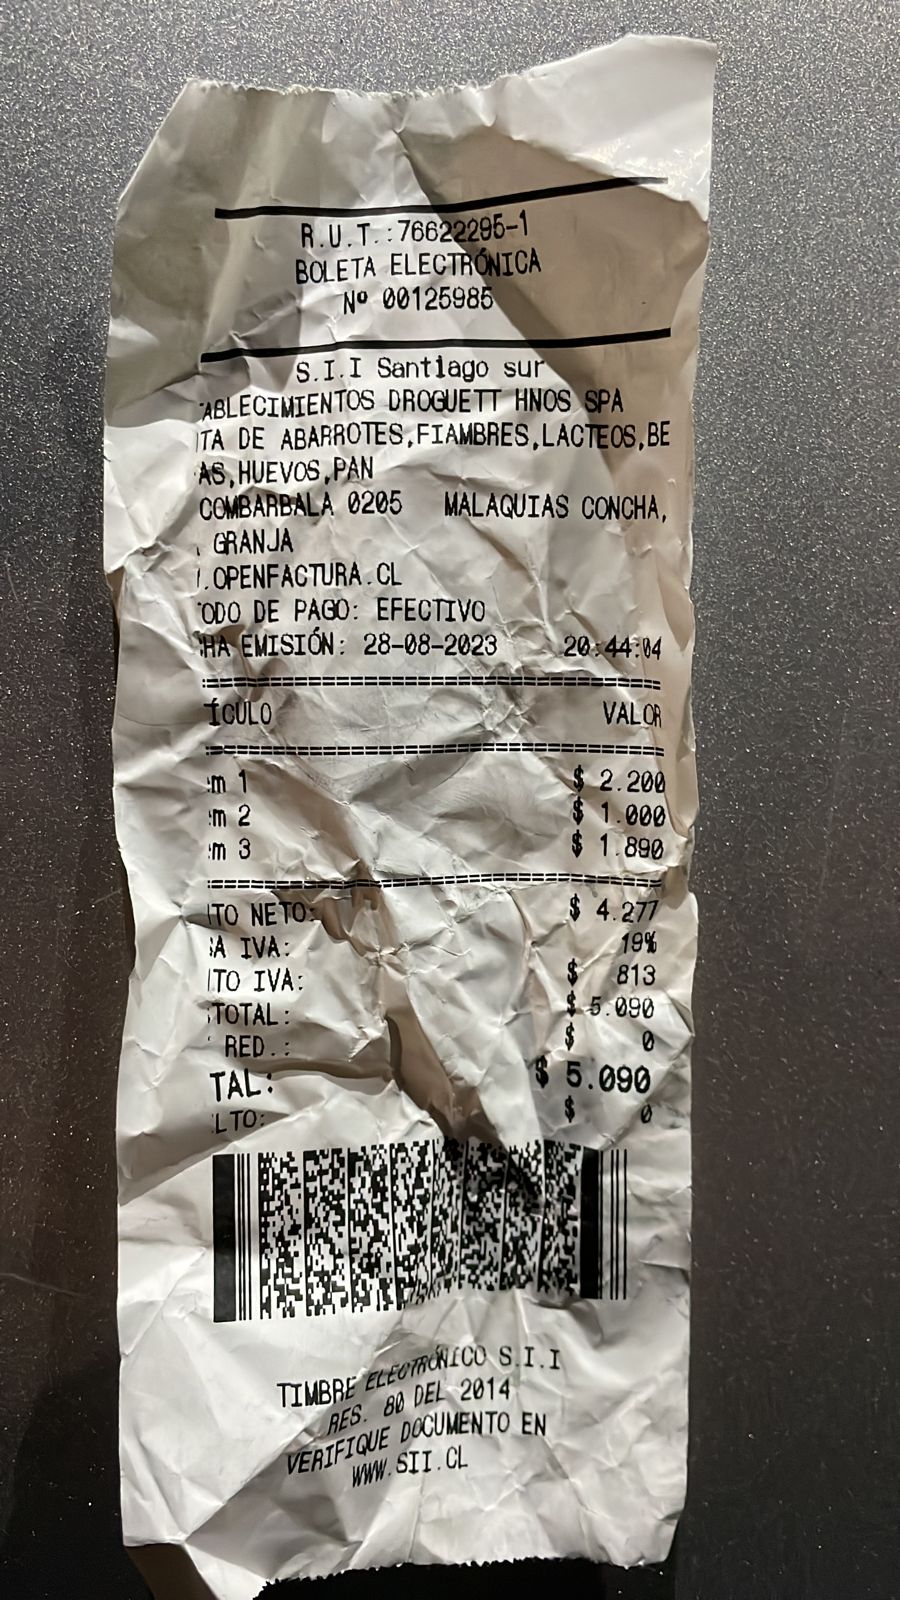 R.U.T.:76622295-1
BOLETA ELECTRÓNICA
Nº 00125985
S.I.I Santiago sur
ABLECIMIENTOS DROGUETT HNOS SPA
TA DE ABARROTES,FIAMBRES,LACTEOS,BE
AS,HUEVOS,PAN
COMBARBALA 0205 MALAQUIAS CONCHA,
GRANJA
.OPENFACTURA.CL
ODO DE PAGO: EFECTIVO
HA EMISIÓN: 28-08-2023 20:44:04
ÍCULO VALOR
m 1 $ 2.200
m 2 $ 1.000
m 3 $ 1.890
TO NETO: $ 4.277
A IVA: 19%
TO IVA: $ 813
TOTAL: $ 5.090
RED.: $ 0
TAL: $ 5.090
LTO: $ 0
TIMBRE ELECTRÓNICO S.I.I
RES. 80 DEL 2014
VERIFIQUE DOCUMENTO EN
WWW.SII.CL